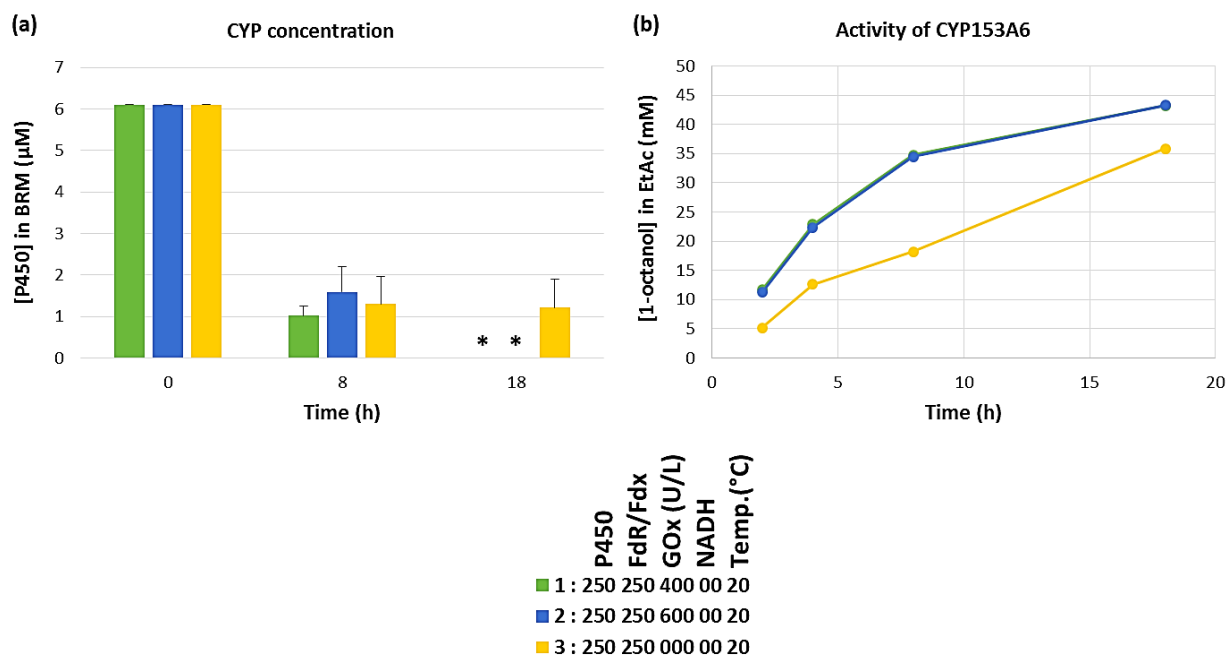 (a)
CYP concentration
[P450] in BRM (µM)
7
6
5
4
3
2
1
0
* *
0 8 18
Time (h)
(b)
Activity of CYP153A6
[1-octanol] in EtAc (mM)
50
45
40
35
30
25
20
15
10
5
0
0 5 10 15 20
Time (h)
P450
FdR/Fdx
GOx (U/L)
NADH
Temp.(°C)
1 : 250 250 400 00 20
2 : 250 250 600 00 20
3 : 250 250 000 00 20